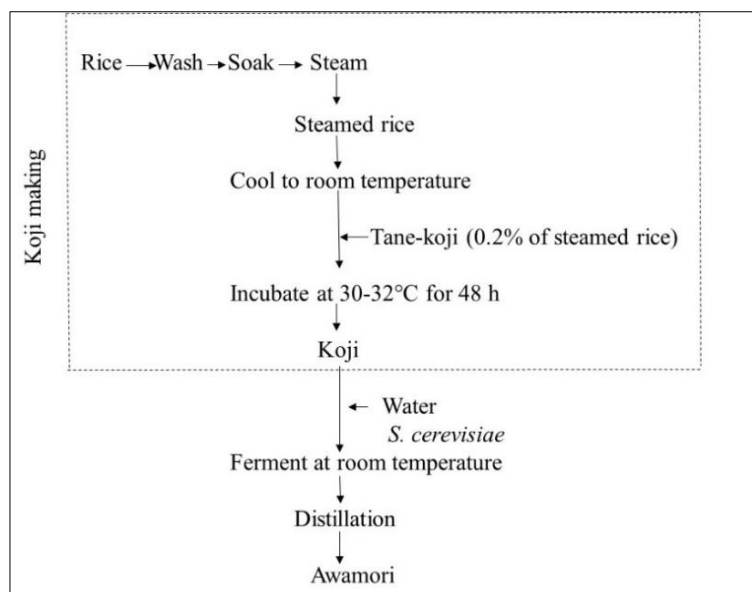 Rice → Wash → Soak → Steam
Steamed rice
Cool to room temperature
Tane-koji (0.2% of steamed rice)
Incubate at 30-32°C for 48 h
Koji
Koji making
Water
S. cerevisiae
Ferment at room temperature
Distillation
Awamori